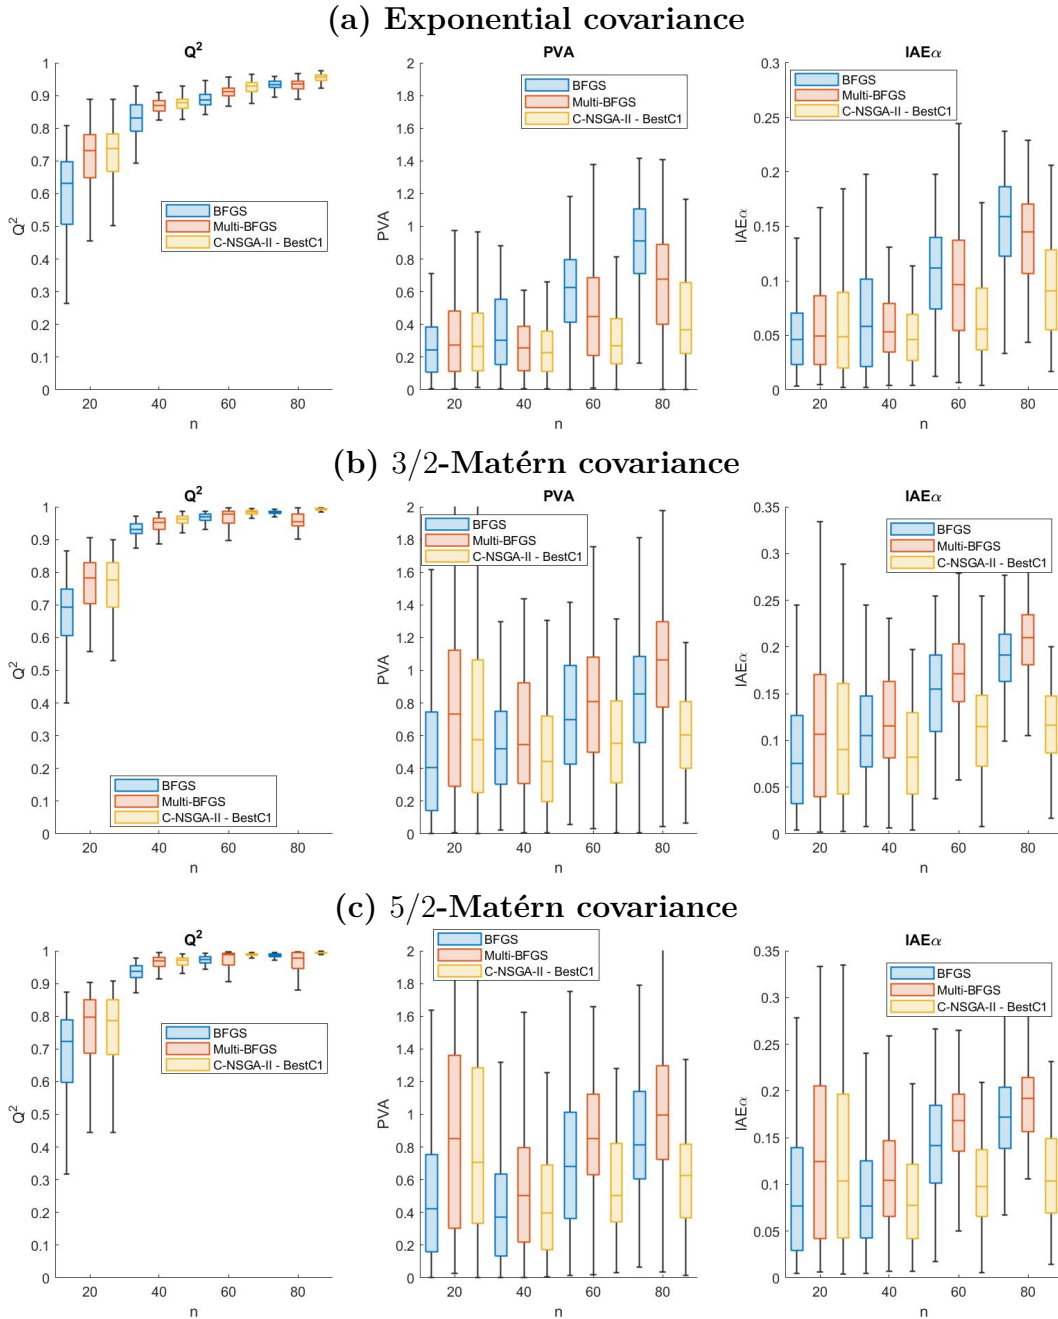 (a) Exponential covariance
Q²
1
0.9
0.8
0.7
0.6
0.5
0.4
0.3
0.2
0.1
0
Q²
20 40 60 80
n
BFGS
Multi-BFGS
C-NSGA-II - BestC1
PVA
2
1.8
1.6
1.4
1.2
1
0.8
0.6
0.4
0.2
0
PVA
20 40 60 80
n
BFGS
Multi-BFGS
C-NSGA-II - BestC1
IAEα
0.3
0.25
0.2
0.15
0.1
0.05
0
IAEα
20 40 60 80
n
BFGS
Multi-BFGS
C-NSGA-II - BestC1
(b) 3/2-Matérn covariance
Q²
1
0.9
0.8
0.7
0.6
0.5
0.4
0.3
0.2
0.1
0
Q²
20 40 60 80
n
BFGS
Multi-BFGS
C-NSGA-II - BestC1
PVA
2
1.8
1.6
1.4
1.2
1
0.8
0.6
0.4
0.2
0
PVA
20 40 60 80
n
BFGS
Multi-BFGS
C-NSGA-II - BestC1
IAEα
0.35
0.3
0.25
0.2
0.15
0.1
0.05
0
IAEα
20 40 60 80
n
BFGS
Multi-BFGS
C-NSGA-II - BestC1
(c) 5/2-Matérn covariance
Q²
1
0.9
0.8
0.7
0.6
0.5
0.4
0.3
0.2
0.1
0
Q²
20 40 60 80
n
BFGS
Multi-BFGS
C-NSGA-II - BestC1
2
1.8
1.6
1.4
1.2
1
0.8
0.6
0.4
0.2
0
PVA
20 40 60 80
n
BFGS
Multi-BFGS
C-NSGA-II - BestC1
IAEα
0.35
0.3
0.25
0.2
0.15
0.1
0.05
0
IAEα
20 40 60 80
n
BFGS
Multi-BFGS
C-NSGA-II - BestC1